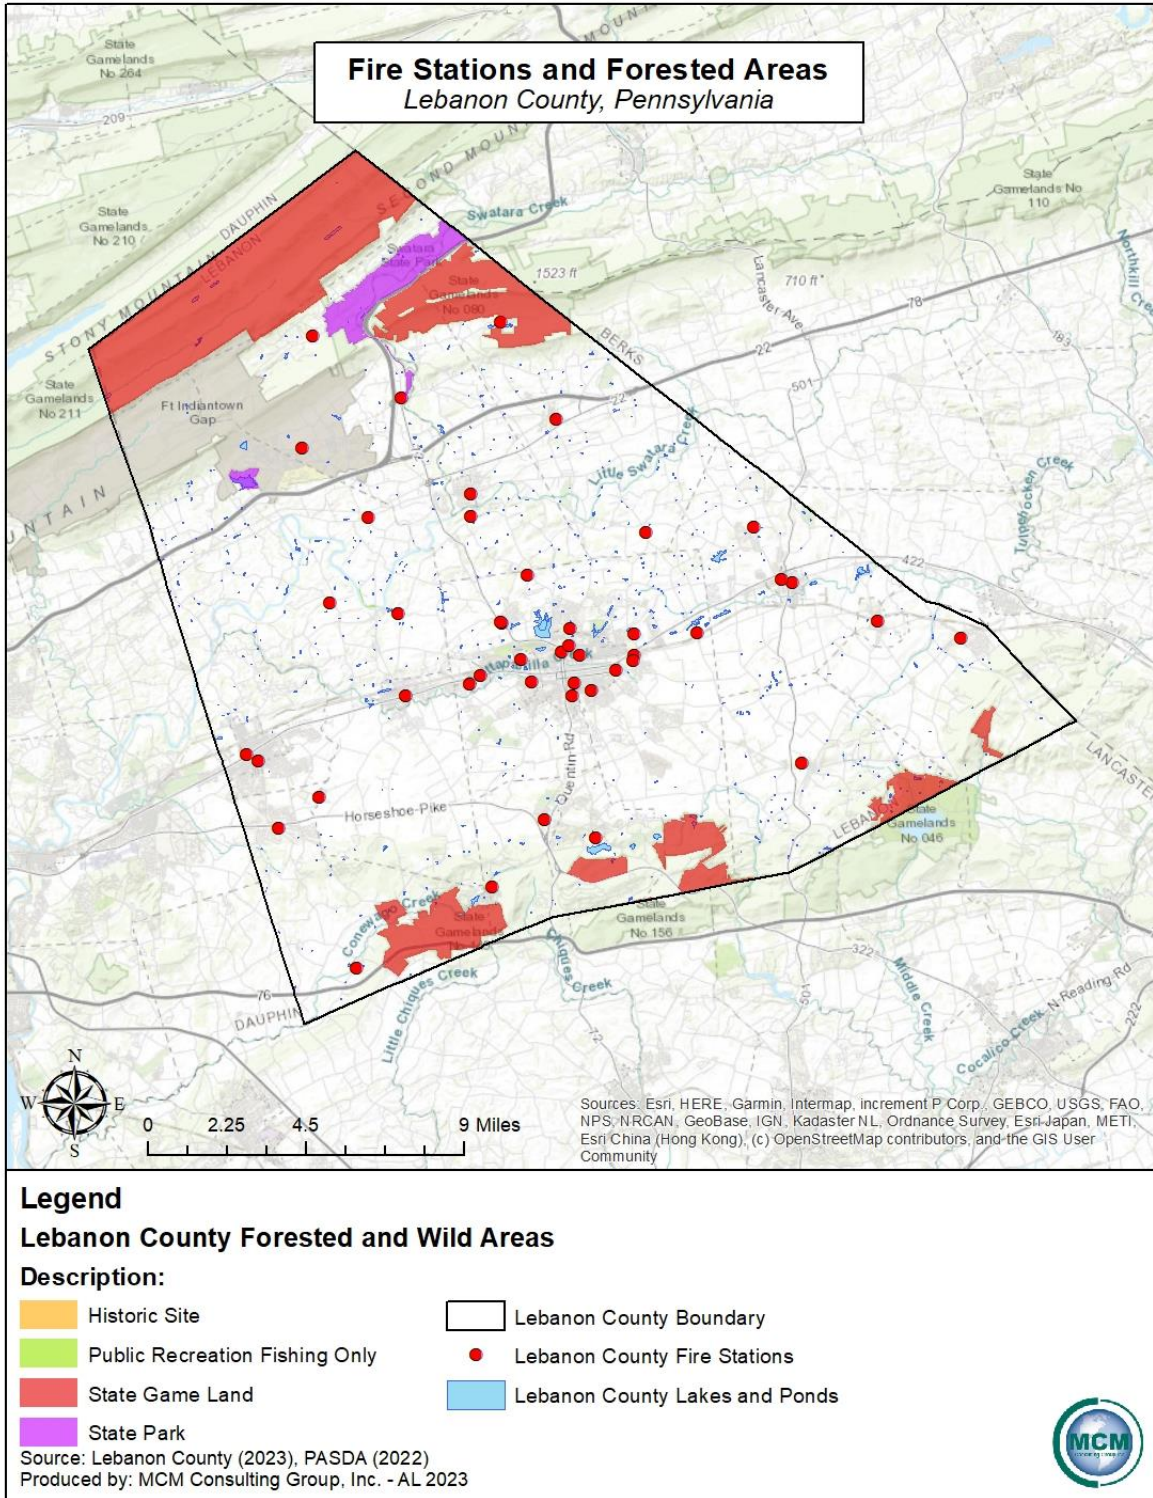 Fire Stations and Forested Areas
Lebanon County, Pennsylvania
State
Gamelands
No 264
209
MOUNT
SECOND MOUN
Swatara Creek
State
Gamelands No
110
State
Gamelands
No 210
DAUPHIN
LEBANON
STONY MOUNTAIN
Swatara
State Park
State
Gamelands
No 080
1523 ft
710 ft
Lancaster Ave
Northkill Cree
78
22
183
501
BERKS
State
Gamelands
No 211
Ft Indiantown
Gap
22
Little Swatara Creek
Tulpehocken Creek
UNTAIN
422
Quentin Rd
Horseshoe-Pike
LEBANON
State
Gamelands
No 046
LANCASTER
Conewago Creek
State
Gamelands
State
Gamelands
No 156
Chiques Creek
Little Chiques Creek
322
Middle Creek
501
N-Reading-Rd
222
Cocalico Creek
72
76
DAUPHIN
N
W
E
S
0 2.25 4.5 9 Miles
Sources: Esri, HERE, Garmin, Intermap, increment P Corp., GEBCO, USGS, FAO,
NPS, NRCAN, GeoBase, IGN, Kadaster NL, Ordnance Survey, Esri Japan, METI,
Esri China (Hong Kong), (c) OpenStreetMap contributors, and the GIS User
Community
Legend
Lebanon County Forested and Wild Areas
Description:
Historic Site
Public Recreation Fishing Only
State Game Land
State Park
Lebanon County Boundary
Lebanon County Fire Stations
Lebanon County Lakes and Ponds
Source: Lebanon County (2023), PASDA (2022)
Produced by: MCM Consulting Group, Inc. - AL 2023
MCM